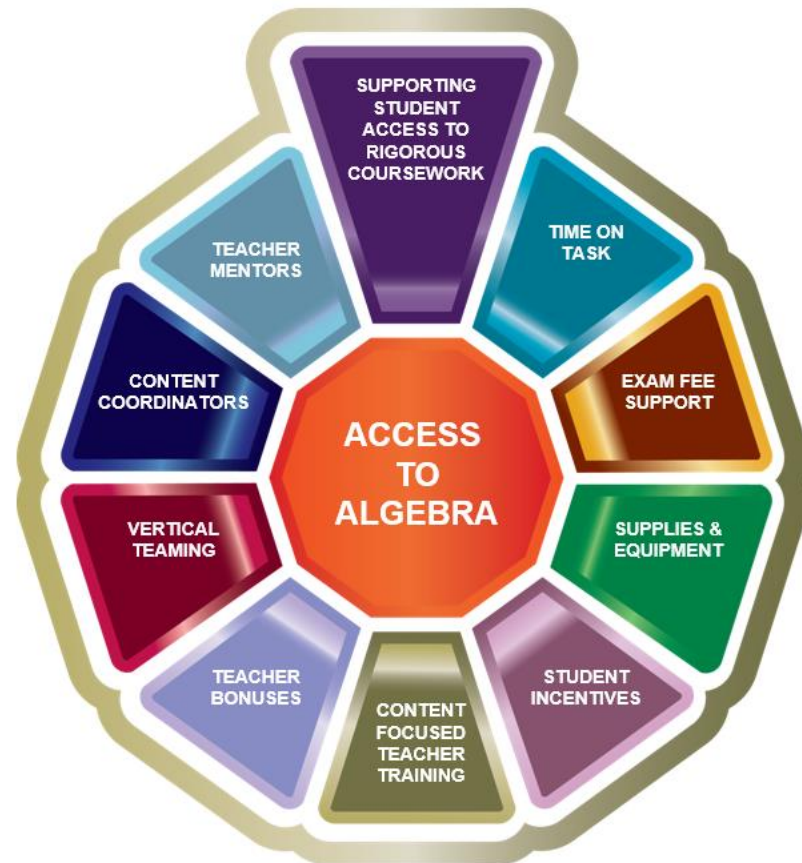 SUPPORTING
STUDENT
ACCESS TO
RIGOROUS
COURSEWORK
TIME ON
TASK
EXAM FEE
SUPPORT
SUPPLIES &
EQUIPMENT
STUDENT
INCENTIVES
CONTENT
FOCUSED
TEACHER
TRAINING
TEACHER
BONUSES
VERTICAL
TEAMING
CONTENT
COORDINATORS
TEACHER
MENTORS
ACCESS
TO
ALGEBRA